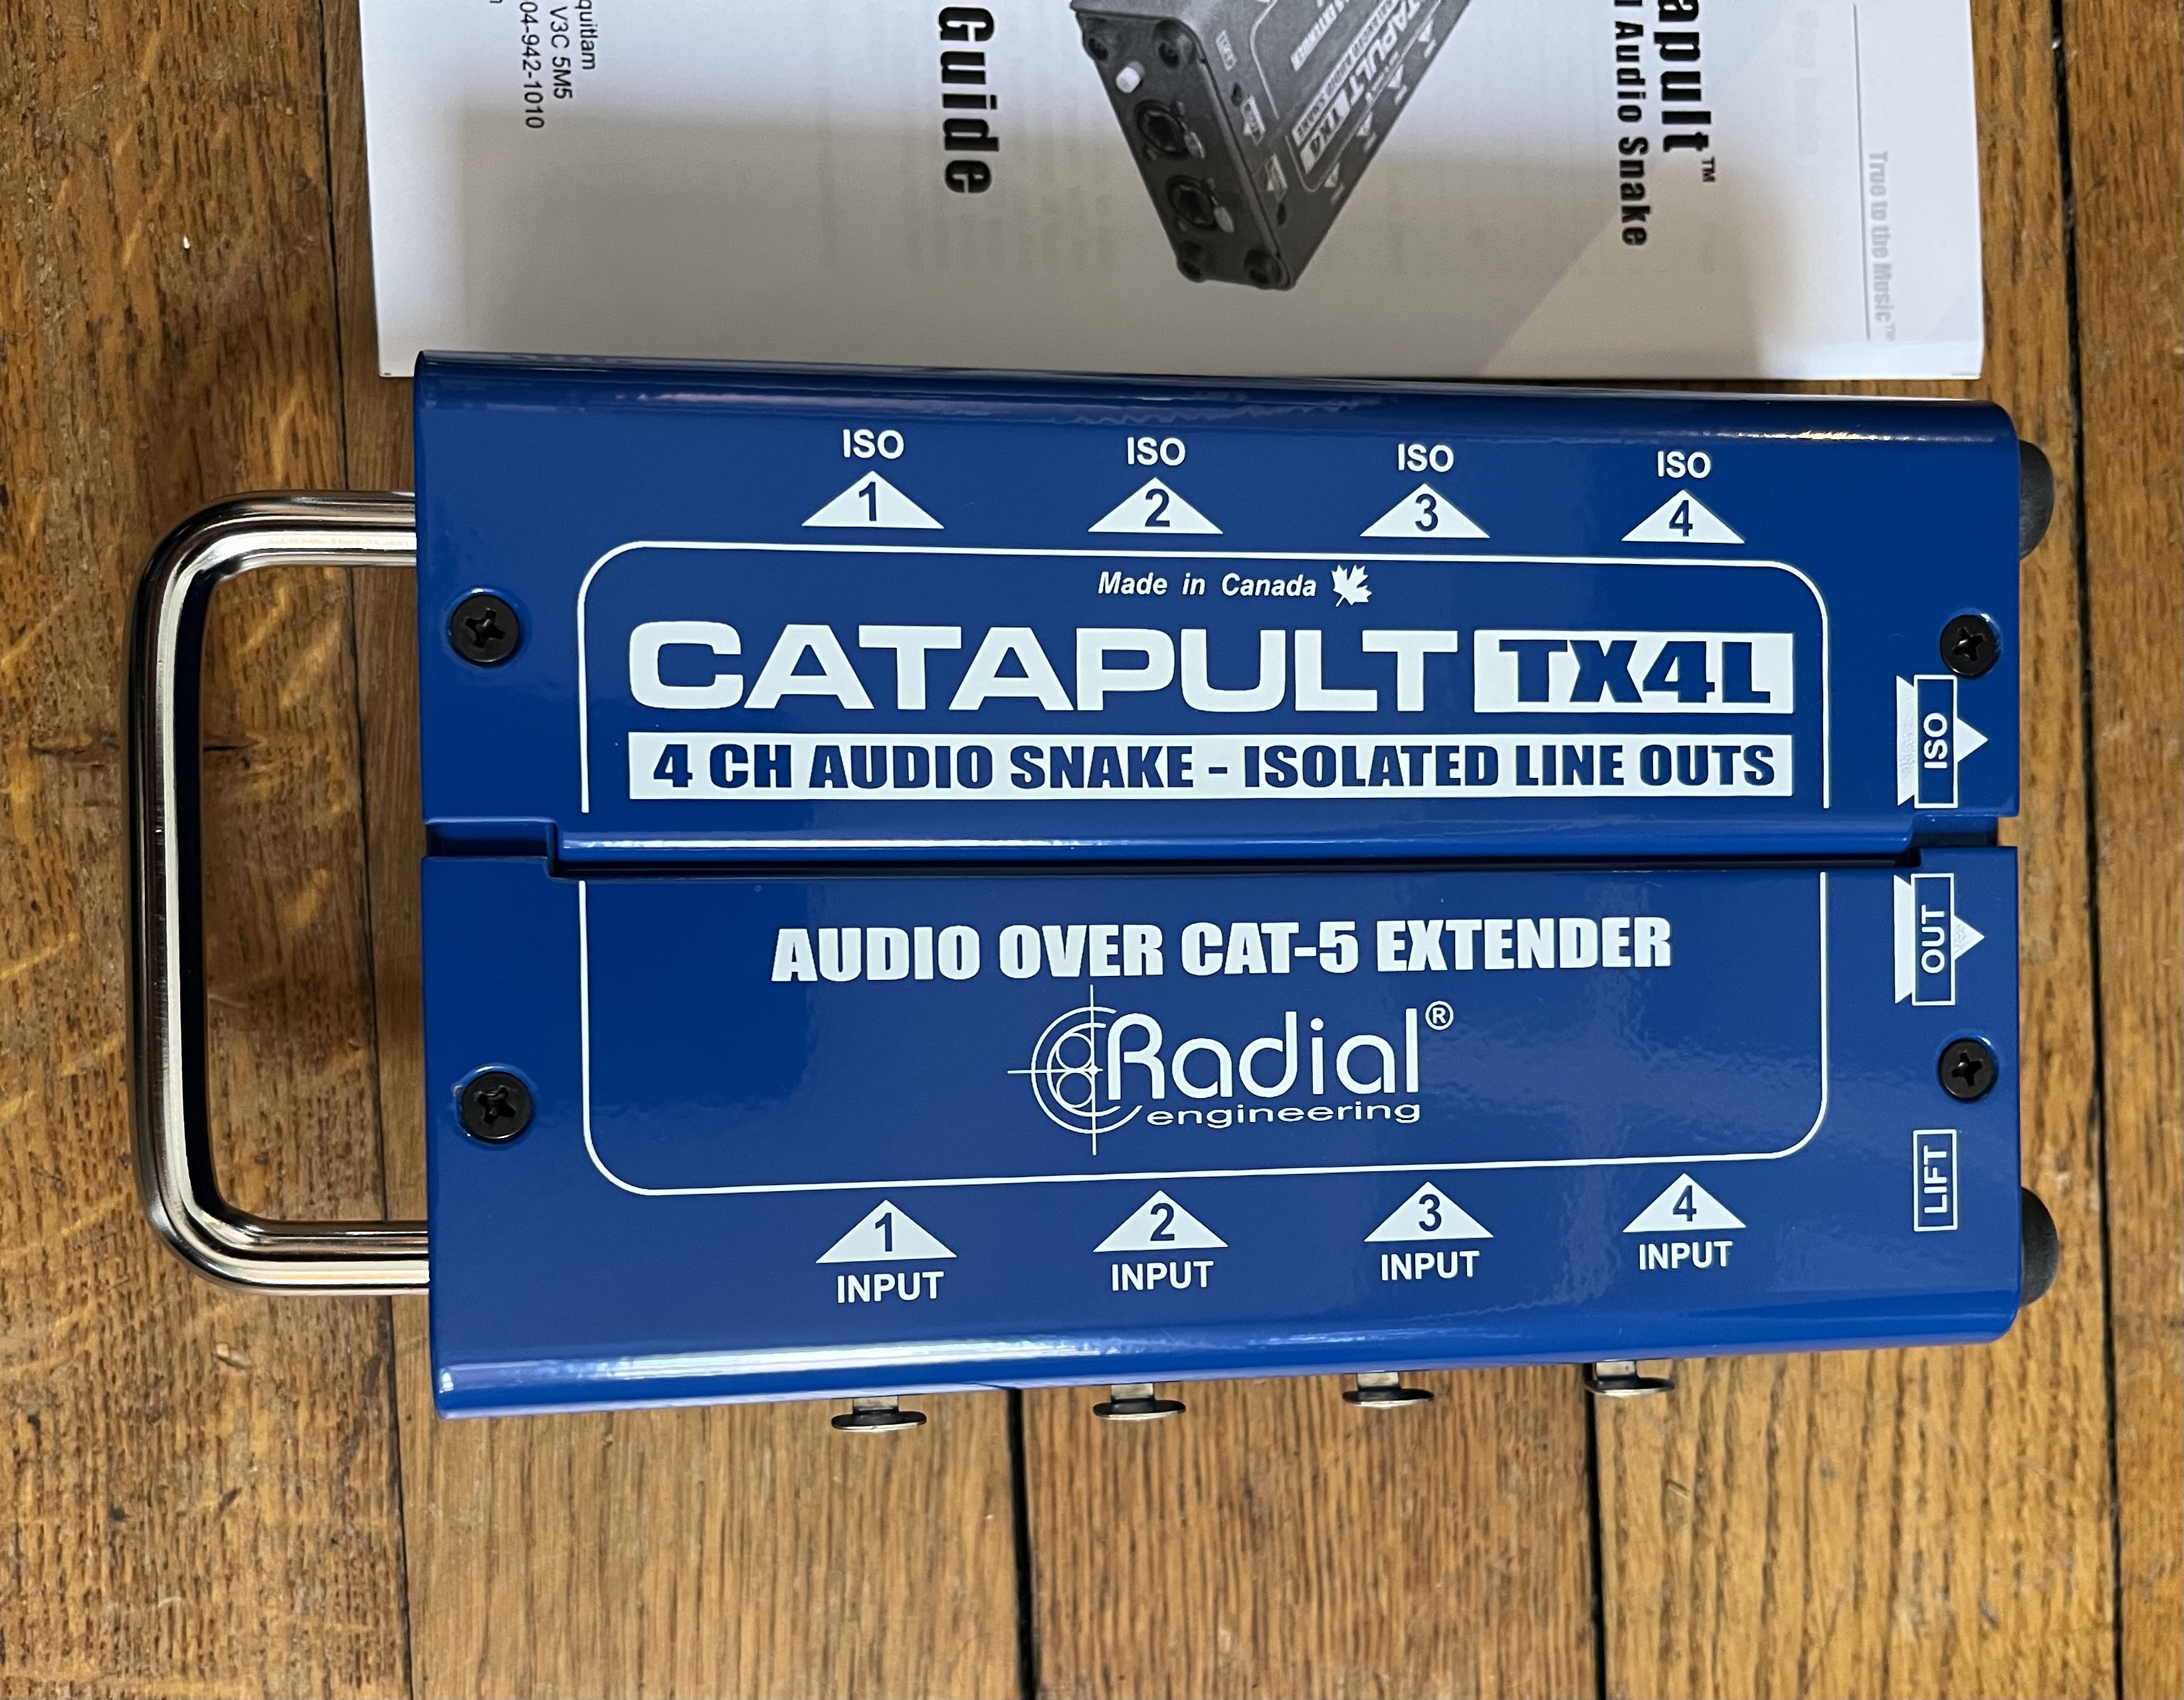 quitlam
V3C 5M5
04-942-1010
Guide
CATAPULT TX4
apult™
l Audio Snake
True to the Music™
ISO
ISO
ISO
ISO
1
2
3
4
Made in Canada
CATAPULT TX4L
4 CH AUDIO SNAKE - ISOLATED LINE OUTS
ISO
AUDIO OVER CAT-5 EXTENDER
OUT
Radial®
engineering
LIFT
1
2
3
4
INPUT
INPUT
INPUT
INPUT